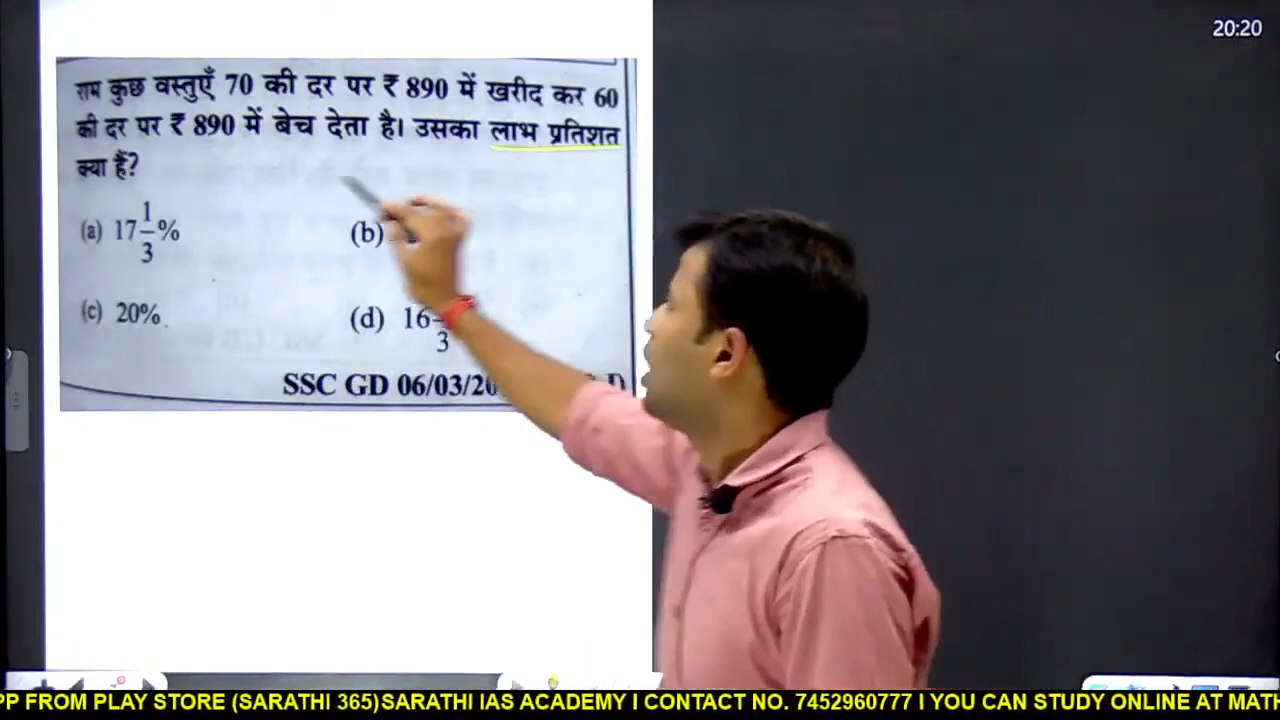 20:20
राम कुछ वस्तुएँ 70 की दर पर ₹ 890 में खरीद कर 60
की दर पर ₹ 890 में बेच देता है। उसका लाभ प्रतिशत
क्या हैं?
(a) 17 1/3 % (b)
(c) 20% (d) 16 /3
SSC GD 06/03/20
PP FROM PLAY STORE (SARATHI 365)SARATHI IAS ACADEMY I CONTACT NO. 7452960777 I YOU CAN STUDY ONLINE AT MATH